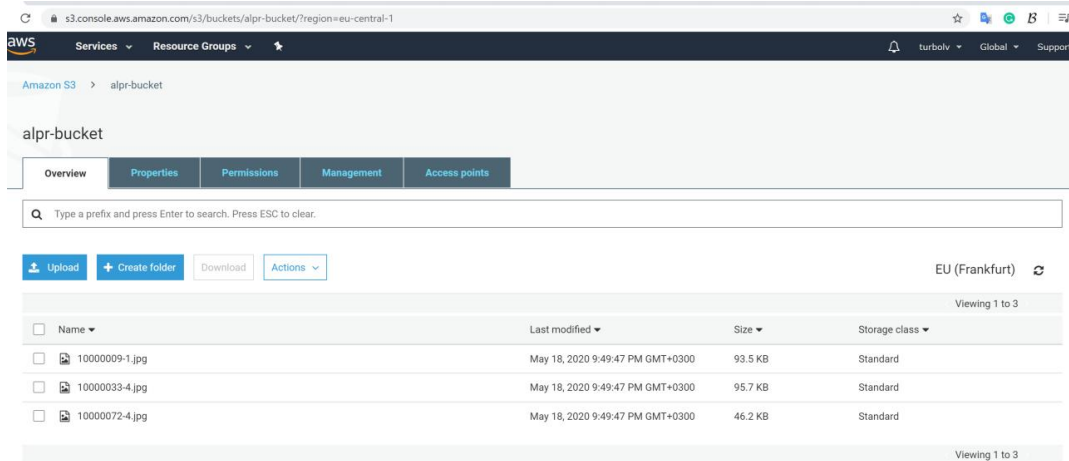 s3.console.aws.amazon.com/s3/buckets/alpr-bucket/?region=eu-central-1
aws Services Resource Groups turbolv Global Support
Amazon S3 > alpr-bucket
alpr-bucket
Overview Properties Permissions Management Access points
Type a prefix and press Enter to search. Press ESC to clear.
Upload + Create folder Download Actions EU (Frankfurt)
Viewing 1 to 3
Name Last modified Size Storage class
10000009-1.jpg May 18, 2020 9:49:47 PM GMT+0300 93.5 KB Standard
10000033-4.jpg May 18, 2020 9:49:47 PM GMT+0300 95.7 KB Standard
10000072-4.jpg May 18, 2020 9:49:47 PM GMT+0300 46.2 KB Standard
Viewing 1 to 3